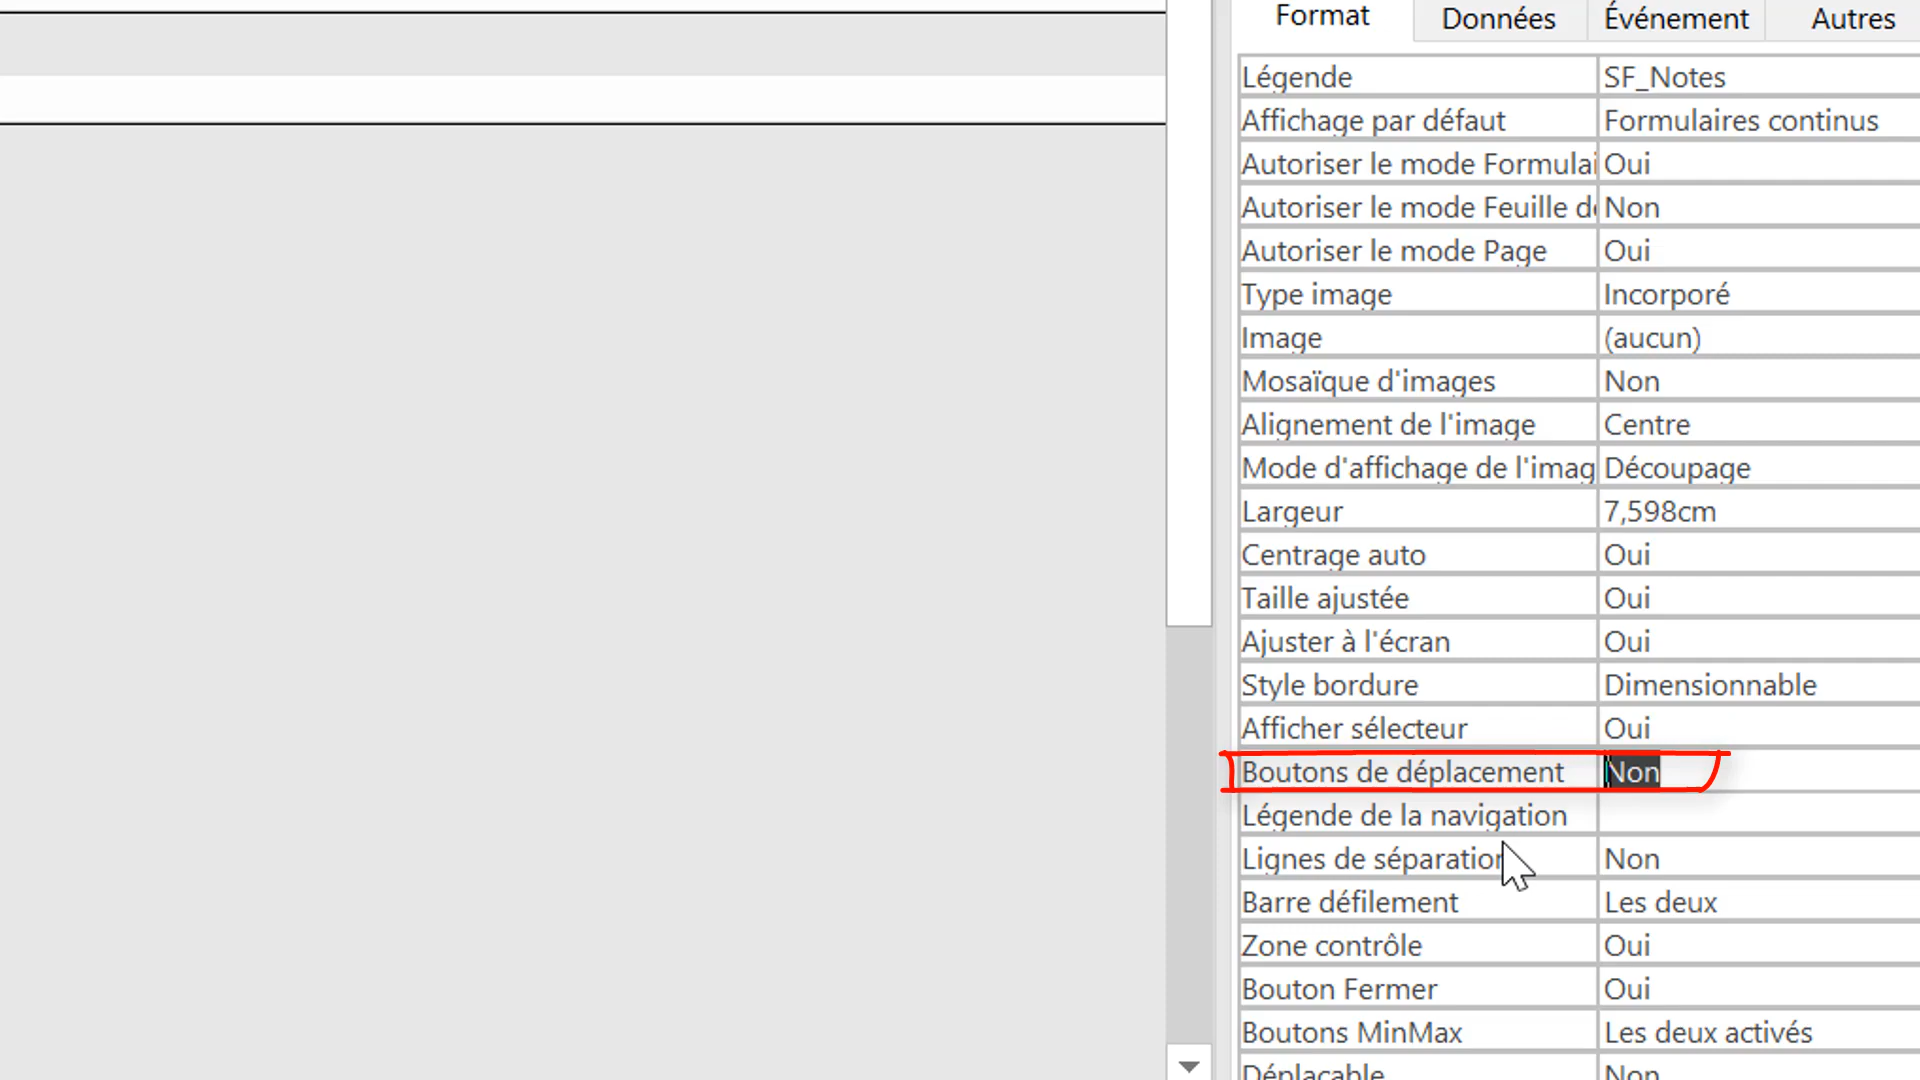 Format Données Événement Autres
Légende SF_Notes
Affichage par défaut Formulaires continus
Autoriser le mode Formulai Oui
Autoriser le mode Feuille de Non
Autoriser le mode Page Oui
Type image Incorporé
Image (aucun)
Mosaïque d'images Non
Alignement de l'image Centre
Mode d'affichage de l'imag Découpage
Largeur 7,598cm
Centrage auto Oui
Taille ajustée Oui
Ajuster à l'écran Oui
Style bordure Dimensionnable
Afficher sélecteur Oui
Boutons de déplacement Non
Légende de la navigation
Lignes de séparation Non
Barre défilement Les deux
Zone contrôle Oui
Bouton Fermer Oui
Boutons MinMax Les deux activés
Déplaçable Non